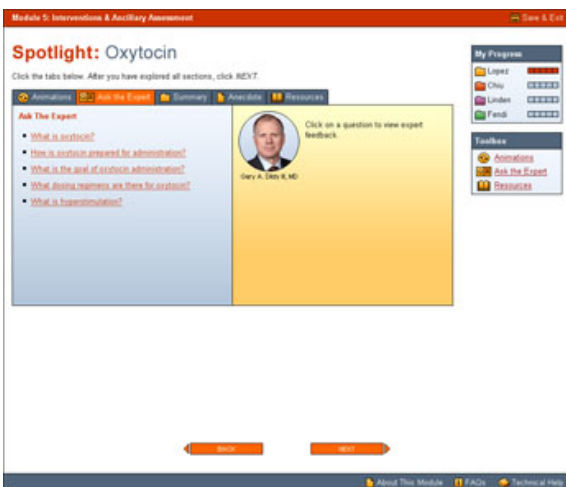 Module 5: Interventions & Ancillary Assessment
Save & Exit
Spotlight: Oxytocin
Click the tabs below. After you have explored all sections, click NEXT.
Animations Ask the Expert Summary Anecdote Resources
Ask The Expert
What is oxytocin?
How is oxytocin prepared for administration?
What is the goal of oxytocin administration?
What dosing regimens are there for oxytocin?
What is hyperstimulation?
Click on a question to view expert
feedback.
Gary A. Dildy III, MD
My Progress
Lopez
Chiu
Linden
Fendi
Toolbox
Animations
Ask the Expert
Resources
BACK NEXT
About This Module FAQs Technical Help